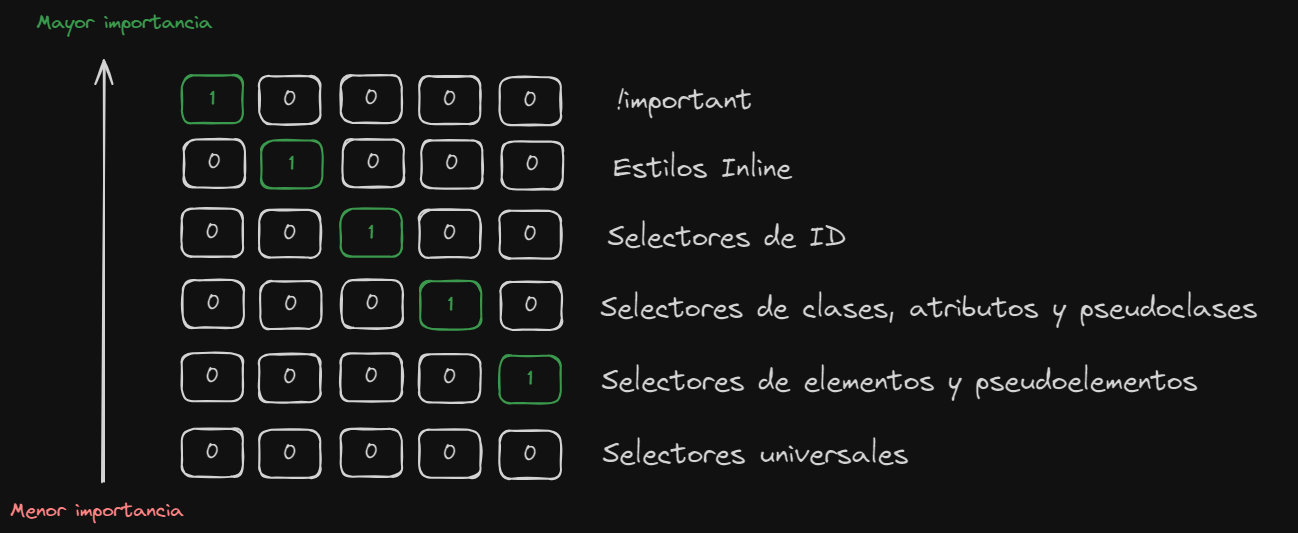 Mayor importancia
1 0 0 0 0 !important
0 1 0 0 0 Estilos Inline
0 0 1 0 0 Selectores de ID
0 0 0 1 0 Selectores de clases, atributos y pseudoclases
0 0 0 0 1 Selectores de elementos y pseudoelementos
0 0 0 0 0 Selectores universales
Menor importancia